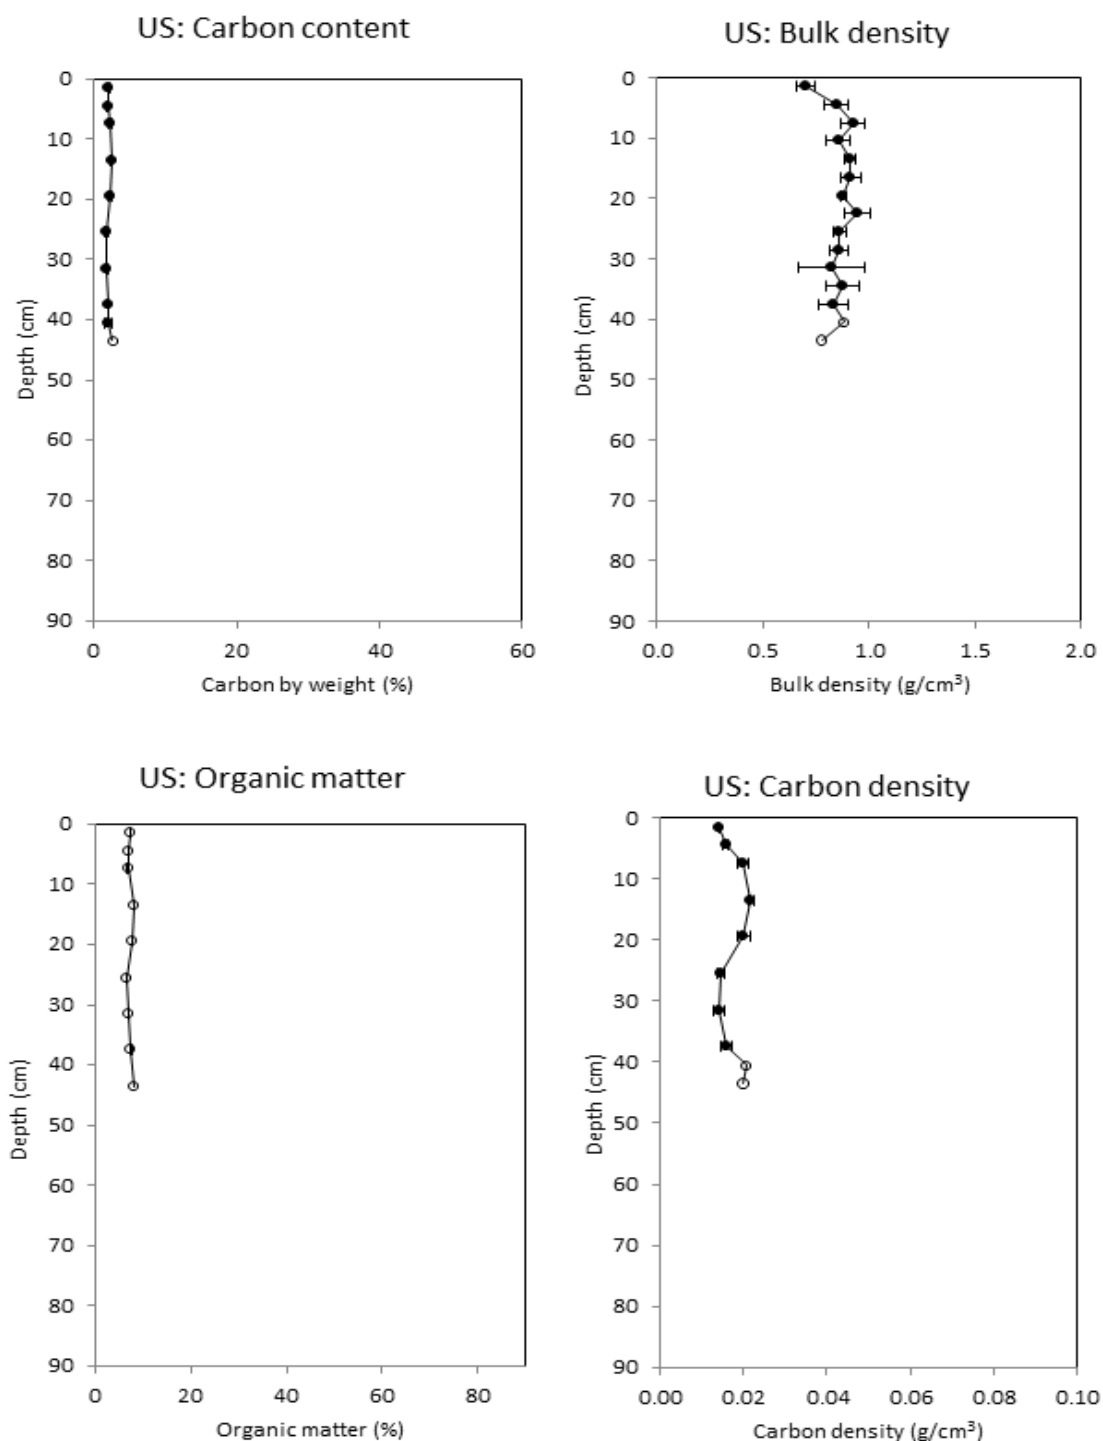 US: Carbon content
0
10
20
30
40
50
60
70
80
90
Depth (cm)
0 20 40 60
Carbon by weight (%)
US: Bulk density
0
10
20
30
40
50
60
70
80
90
Depth (cm)
0.0 0.5 1.0 1.5 2.0
Bulk density (g/cm³)
US: Organic matter
0
10
20
30
40
50
60
70
80
90
Depth (cm)
0 20 40 60 80
Organic matter (%)
US: Carbon density
0
10
20
30
40
50
60
70
80
90
Depth (cm)
0.00 0.02 0.04 0.06 0.08 0.10
Carbon density (g/cm³)